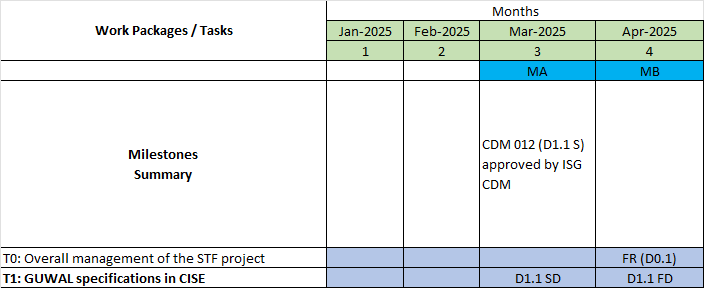 Months
Work Packages / Tasks
Jan-2025 Feb-2025 Mar-2025 Apr-2025
1 2 3 4
MA MB
Milestones
Summary
CDM 012 (D1.1 S)
approved by ISG
CDM
T0: Overall management of the STF project FR (D0.1)
T1: GUWAL specifications in CISE D1.1 SD D1.1 FD